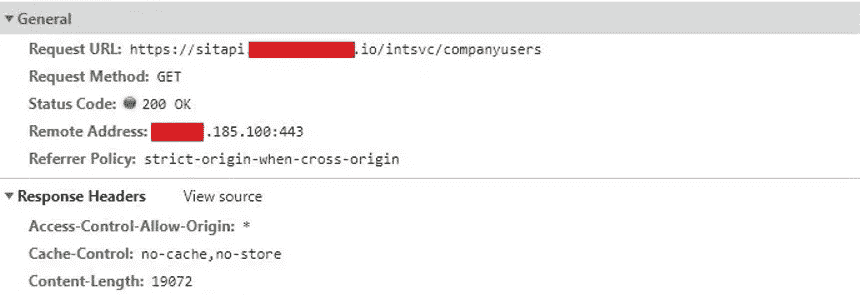 General
Request URL: https://sitapi. .io/intsvc/companyusers
Request Method: GET
Status Code: 200 OK
Remote Address: .185.100:443
Referrer Policy: strict-origin-when-cross-origin
Response Headers View source
Access-Control-Allow-Origin: *
Cache-Control: no-cache,no-store
Content-Length: 19072